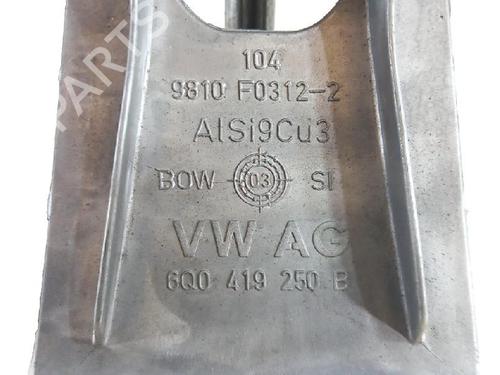 104
9810 F0312-2
AlSi9Cu3
BOW 03 SI
VW AG
6Q0 419 250 B
PARTS